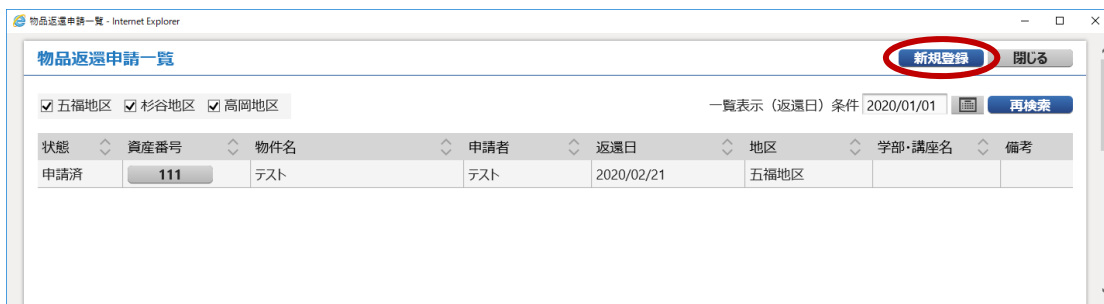 物品返還申請一覧 - Internet Explorer
物品返還申請一覧 新規登録 閉じる
五福地区 杉谷地区 高岡地区 一覧表示（返還日）条件 2020/01/01 再検索
状態 資産番号 物件名 申請者 返還日 地区 学部・講座名 備考
申請済 111 テスト テスト 2020/02/21 五福地区